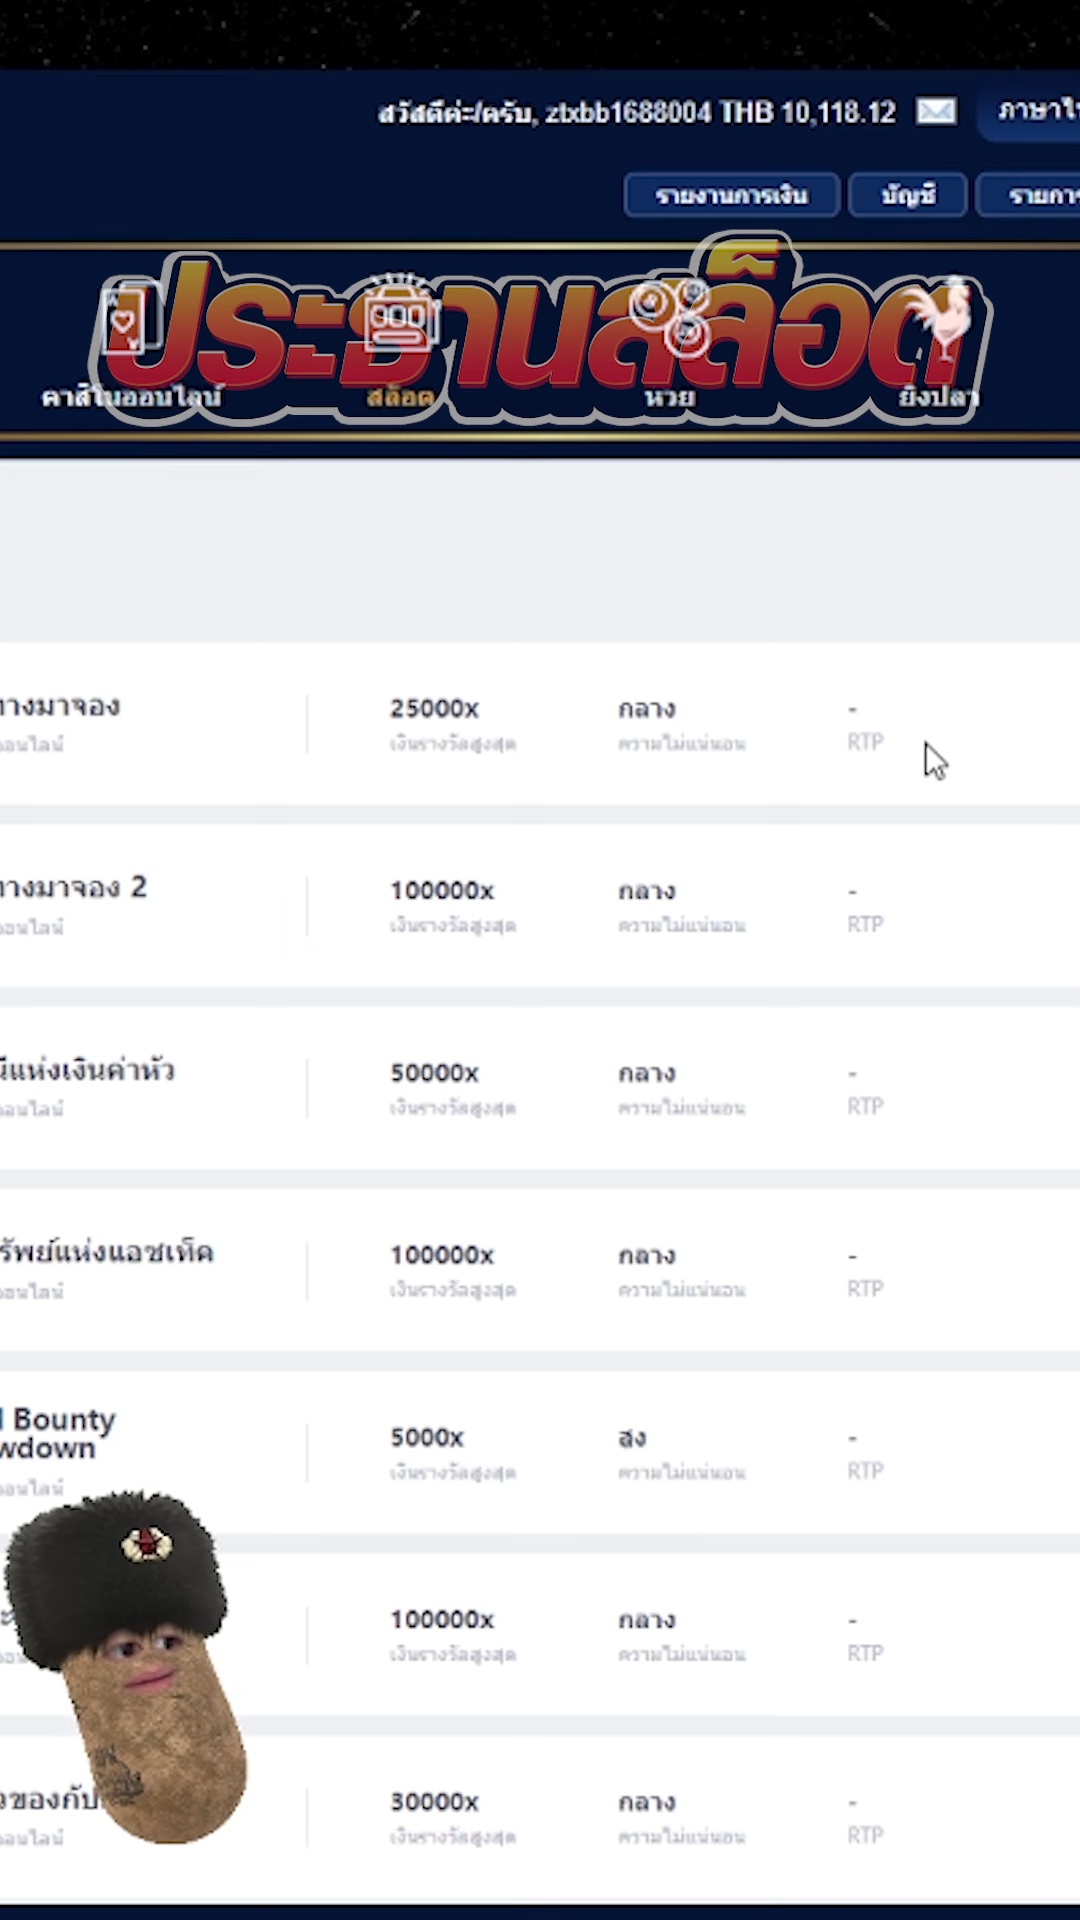 สวัสดีค่ะ/ครับ, ztxbb1688004 THB 10,118.12
รายงานการเงิน บัญชี
ประธานสล็อต
คาสิโนออนไลน์ สล็อต หวย ยิงปลา
ทางมาจอง 25000x กลาง -
เงินรางวัลสูงสุด ความไม่แน่นอน RTP
ทางมาจอง 2 100000x กลาง -
เงินรางวัลสูงสุด ความไม่แน่นอน RTP
แห่งเงินค่าหัว 50000x กลาง -
เงินรางวัลสูงสุด ความไม่แน่นอน RTP
รัพย์แห่งแอซเท็ค 100000x กลาง -
เงินรางวัลสูงสุด ความไม่แน่นอน RTP
Bounty
wdown 5000x สูง -
เงินรางวัลสูงสุด ความไม่แน่นอน RTP
100000x กลาง -
เงินรางวัลสูงสุด ความไม่แน่นอน RTP
ของกัป 30000x กลาง -
เงินรางวัลสูงสุด ความไม่แน่นอน RTP